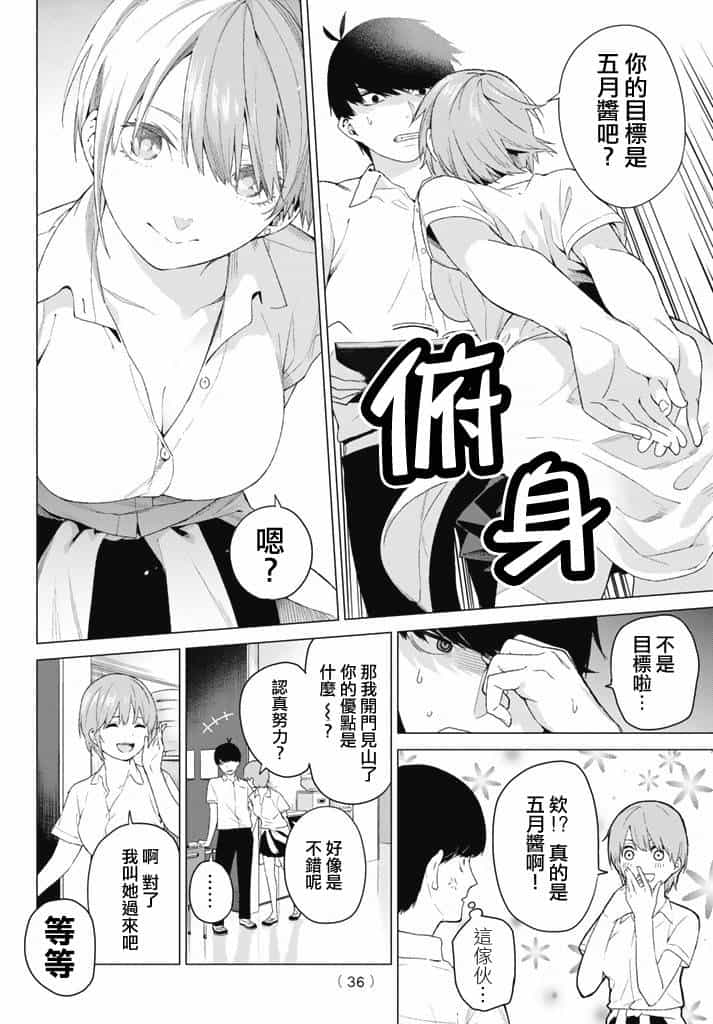 你的目標是
五月醬吧？
俯身
嗯？
不是
目標啦…
欸!? 真的是
五月醬啊！
這傢伙…
那我開門見山了
你的優點是
什麼～？
認真努力？
好像是
不錯呢
……
啊 對了
我叫她過來吧
等等
（36）